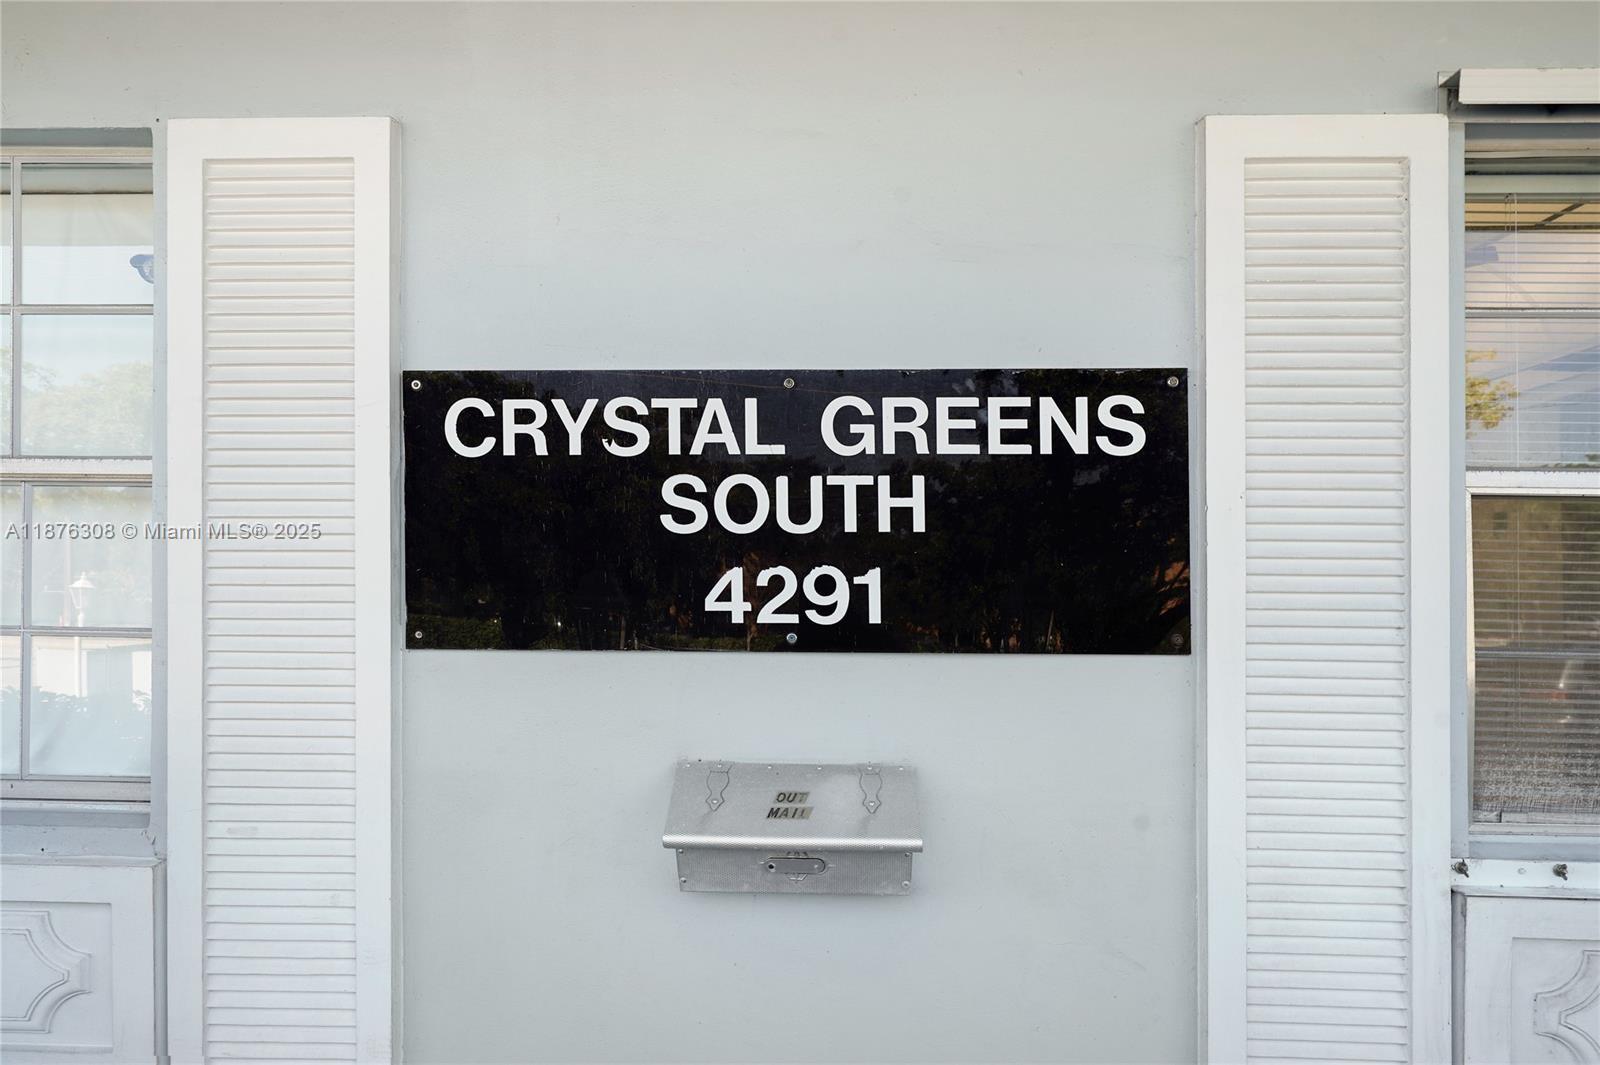 CRYSTAL GREENS
SOUTH
4291
A11876308 © Miami MLS® 2025
OUT
MAIL